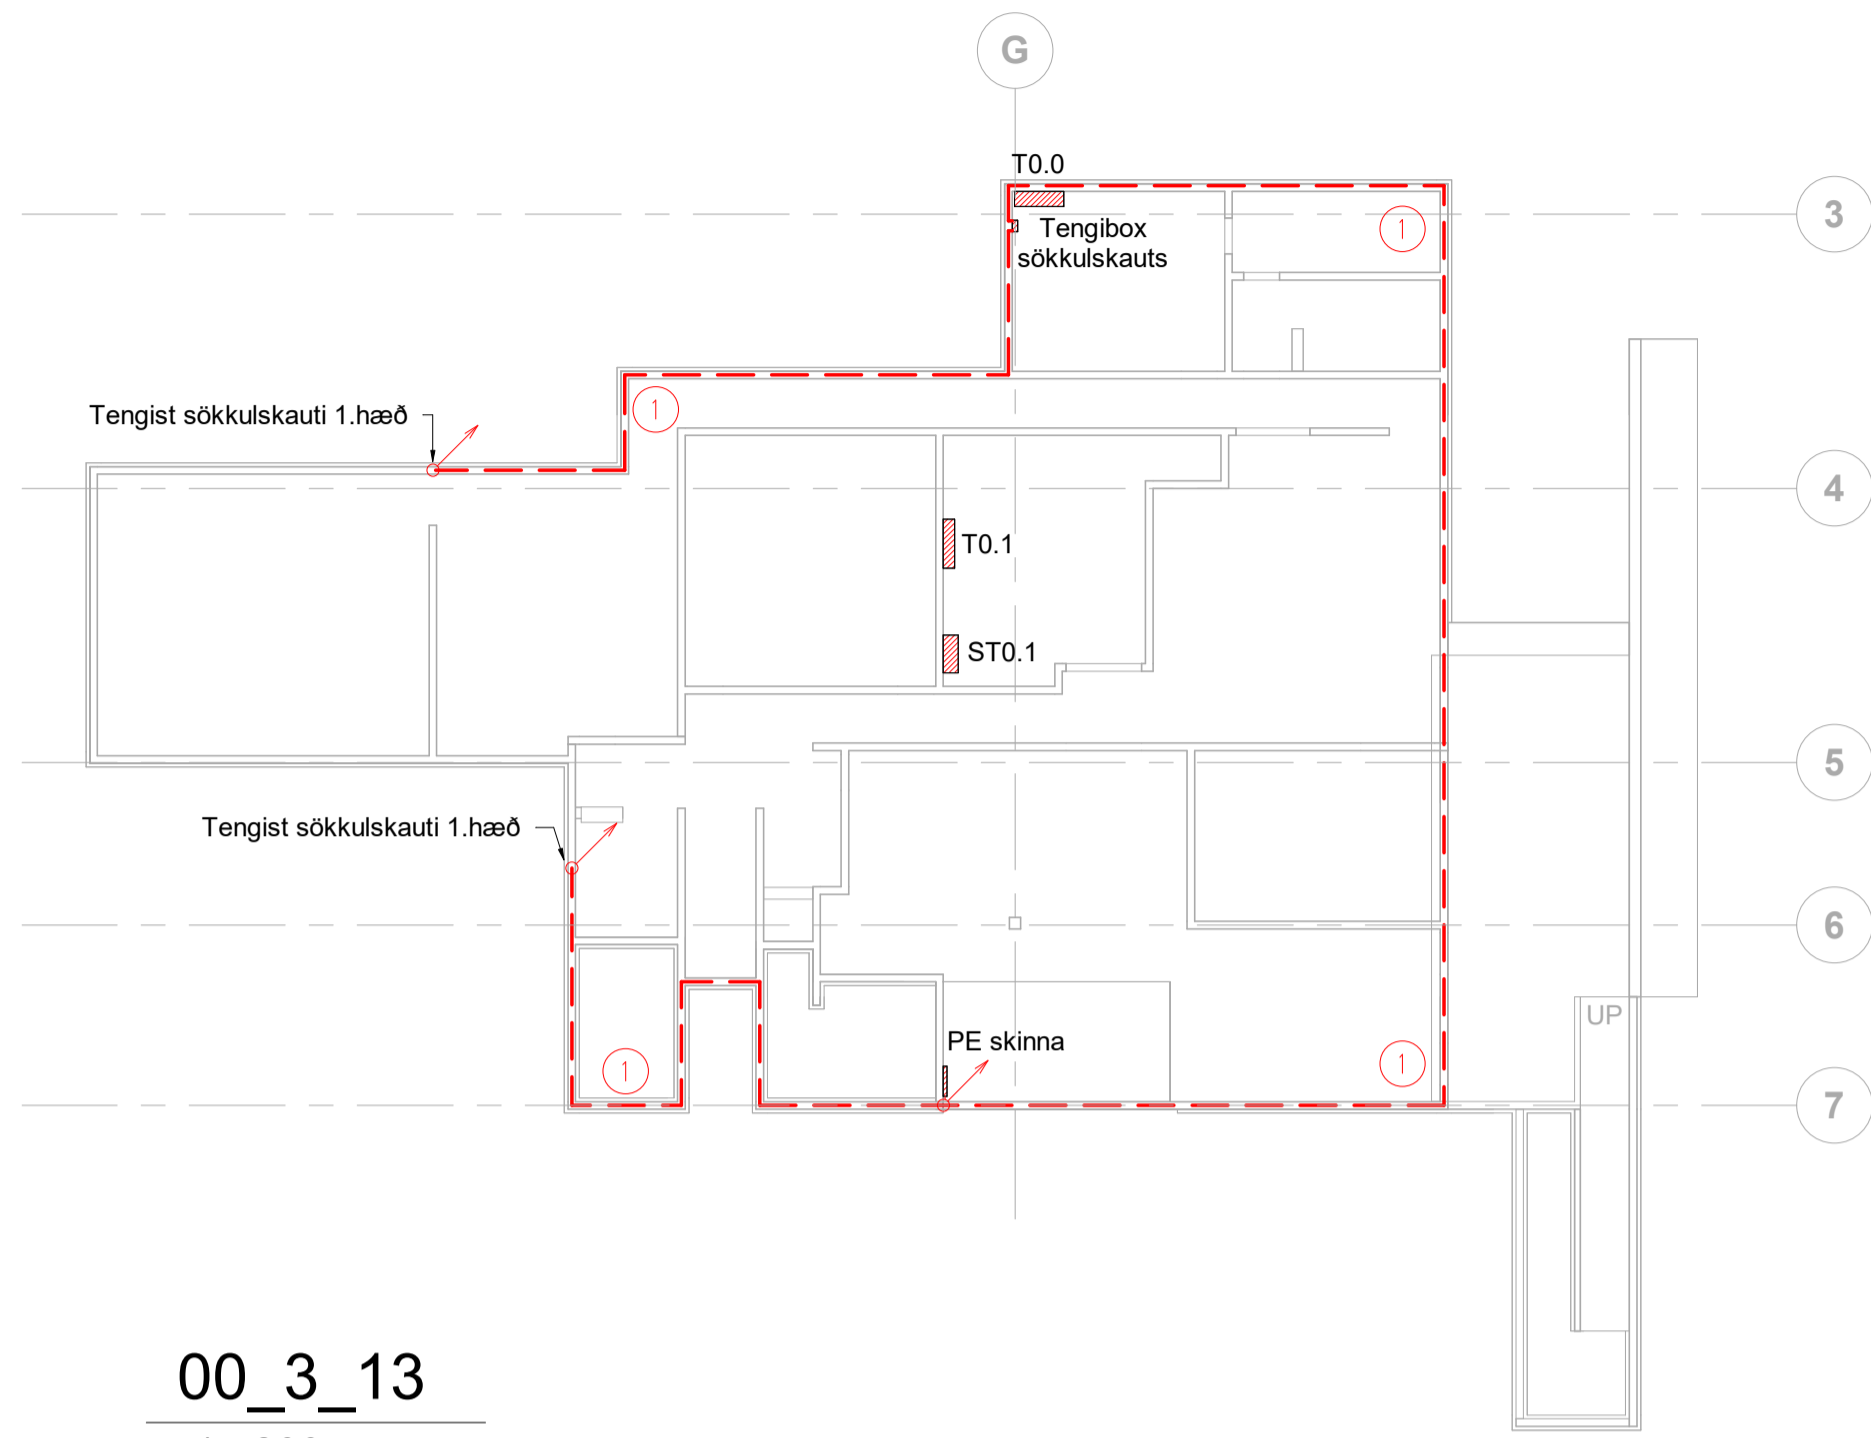 G
T0.0
3
1
Tengibox
sökkulskauts
1
Tengist sökkulskauti 1.hæð
4
T0.1
ST0.1
5
Tengist sökkulskauti 1.hæð
6
UP
PE skinna
1
1
7
00_3_13